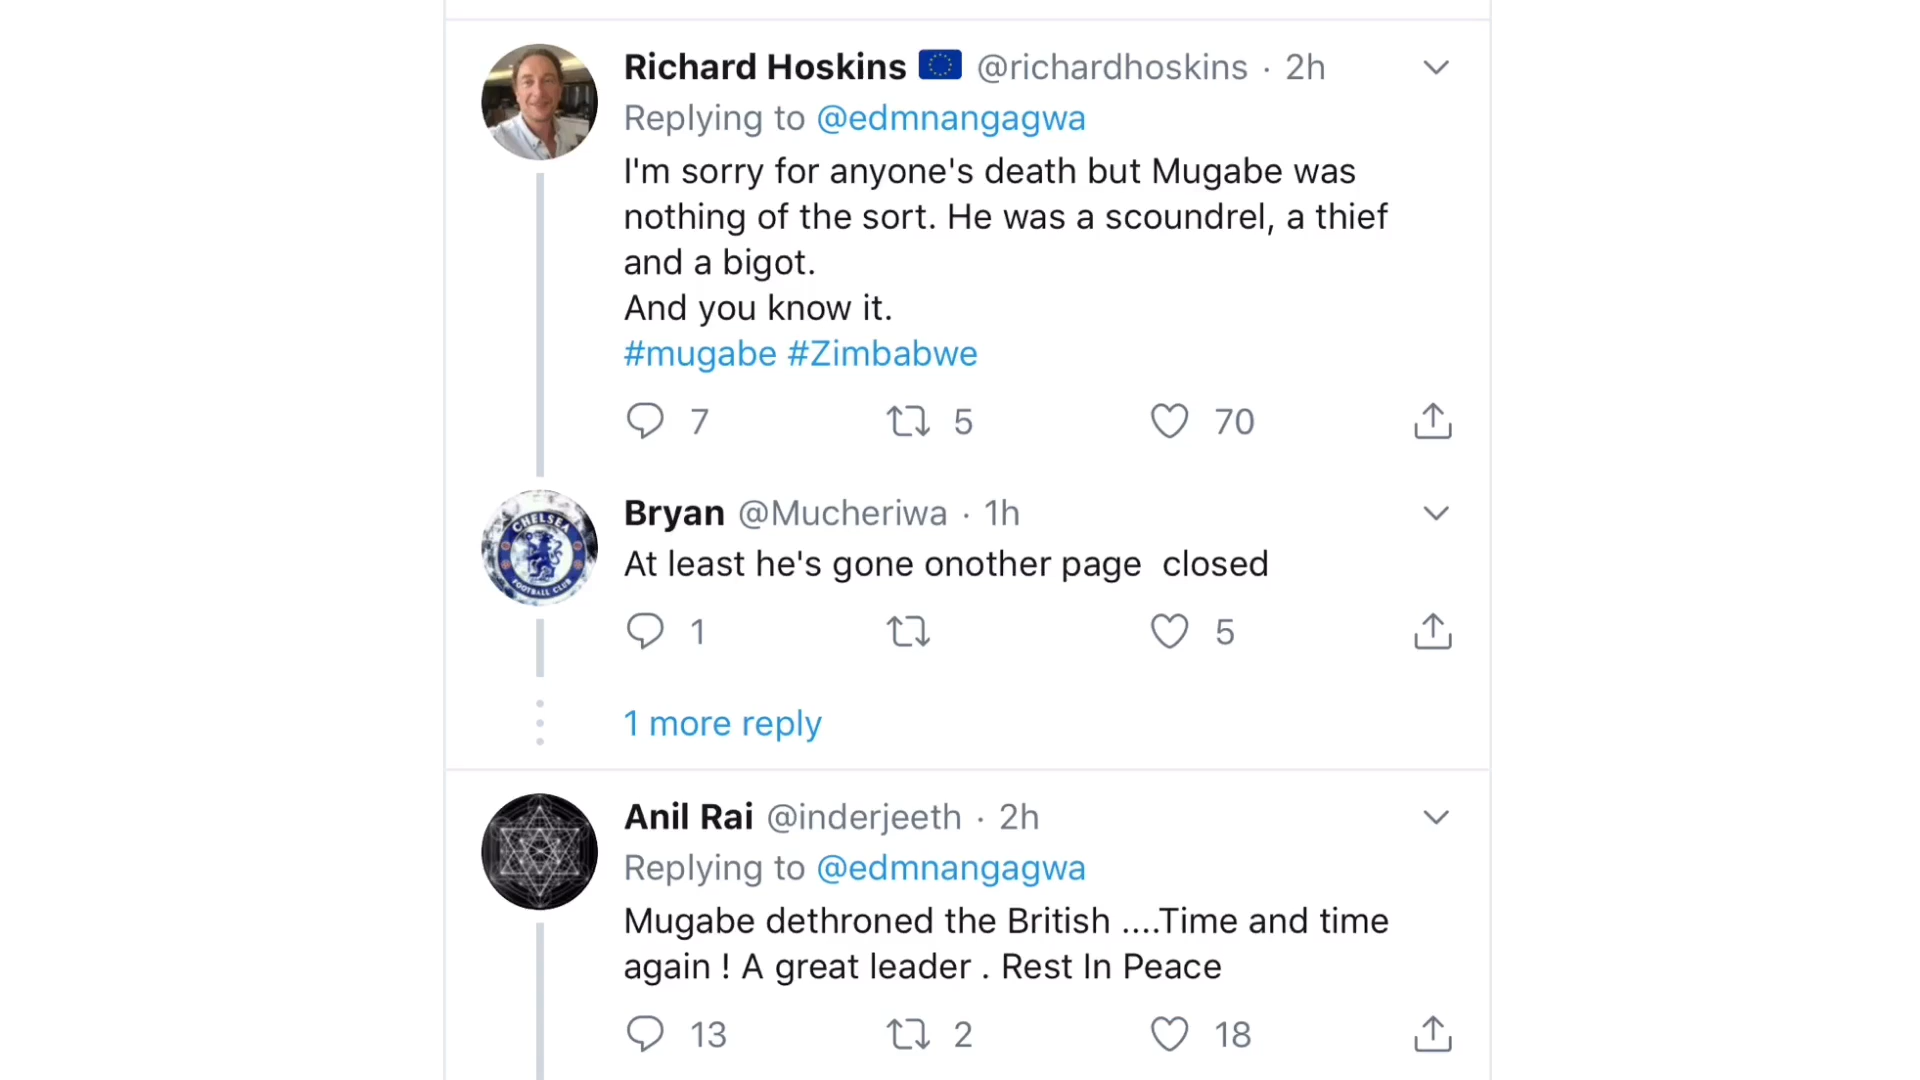 Richard Hoskins 🇪🇺 @richardhoskins · 2h
Replying to @edmnangagwa
I'm sorry for anyone's death but Mugabe was
nothing of the sort. He was a scoundrel, a thief
and a bigot.
And you know it.
#mugabe #Zimbabwe
7 5 70
CHELSEA
FOOTBALL CLUB
Bryan @Mucheriwa · 1h
At least he's gone onother page  closed
1 5
1 more reply
Anil Rai @inderjeeth · 2h
Replying to @edmnangagwa
Mugabe dethroned the British ....Time and time
again ! A great leader . Rest In Peace
13 2 18